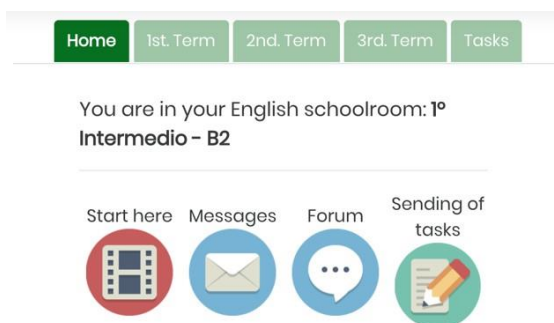 Home 1st. Term 2nd. Term 3rd. Term Tasks
You are in your English schoolroom: 1º
Intermedio - B2
Start here Messages Forum Sending of
tasks